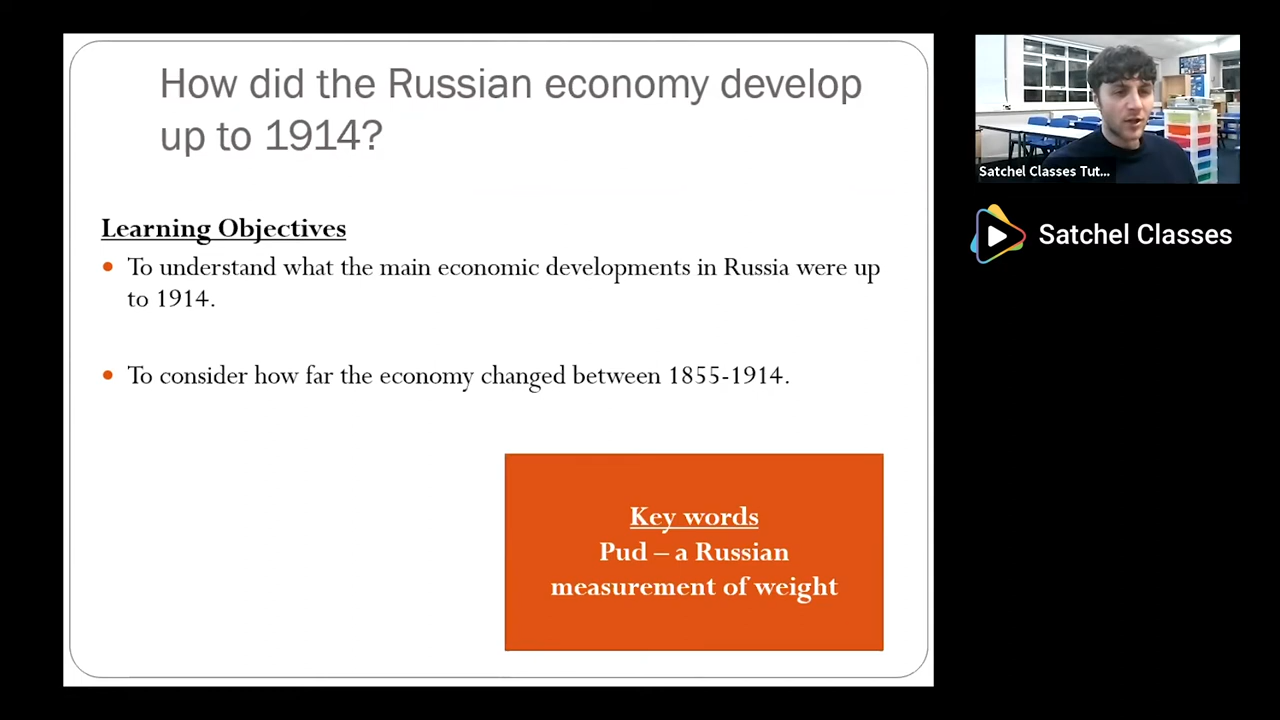 How did the Russian economy develop
up to 1914?
Learning Objectives
• To understand what the main economic developments in Russia were up
to 1914.
• To consider how far the economy changed between 1855-1914.
Key words
Pud – a Russian
measurement of weight
Satchel Classes Tut...
Satchel Classes